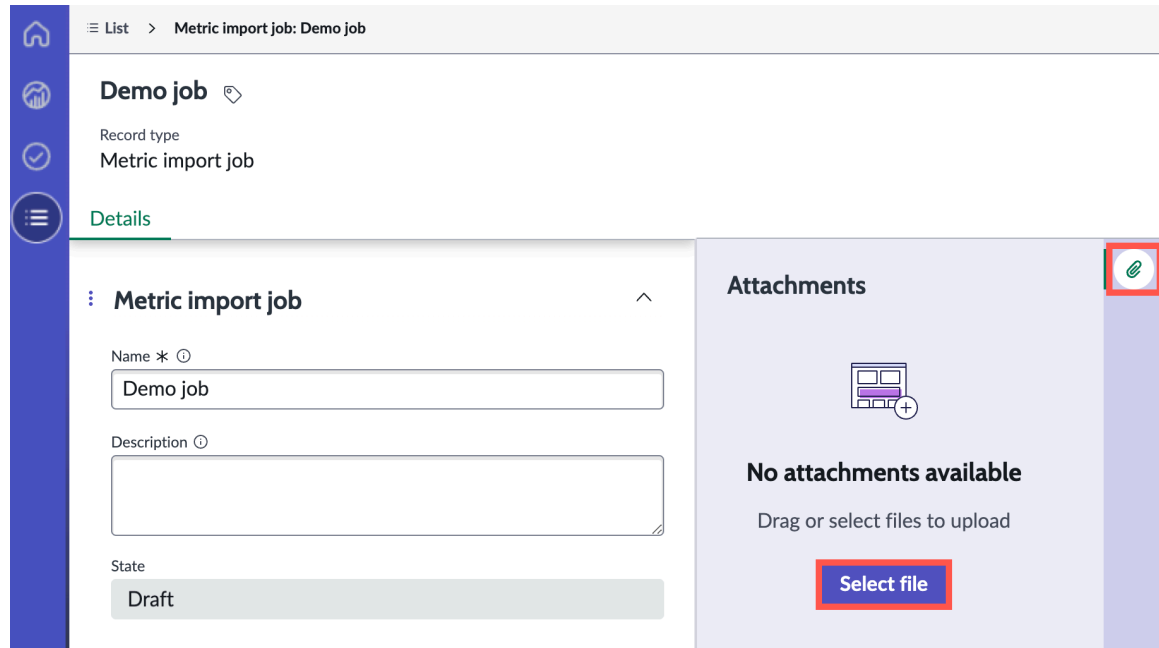 List > Metric import job: Demo job
Demo job
Record type
Metric import job
Details
Metric import job
Name *
Demo job
Description
State
Draft
Attachments
No attachments available
Drag or select files to upload
Select file